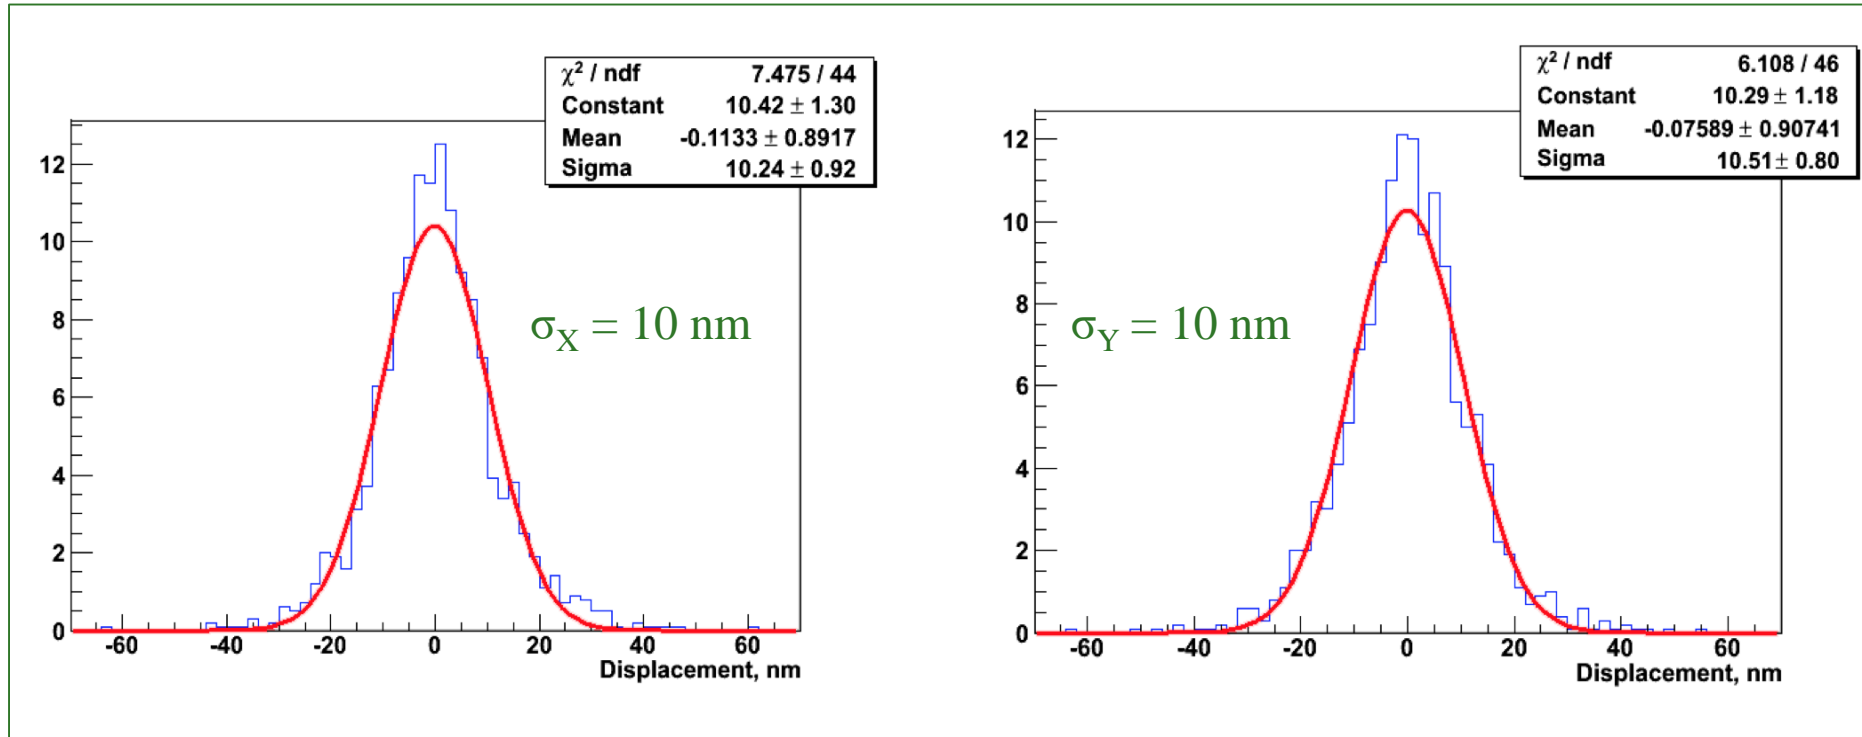 χ² / ndf 7.475 / 44
Constant 10.42 ± 1.30
Mean -0.1133 ± 0.8917
Sigma 10.24 ± 0.92
12
10
8
6
4
2
0
σX = 10 nm
-60 -40 -20 0 20 40 60
Displacement, nm
χ² / ndf 6.108 / 46
Constant 10.29 ± 1.18
Mean -0.07589 ± 0.90741
Sigma 10.51 ± 0.80
12
10
8
6
4
2
0
σY = 10 nm
-60 -40 -20 0 20 40 60
Displacement, nm